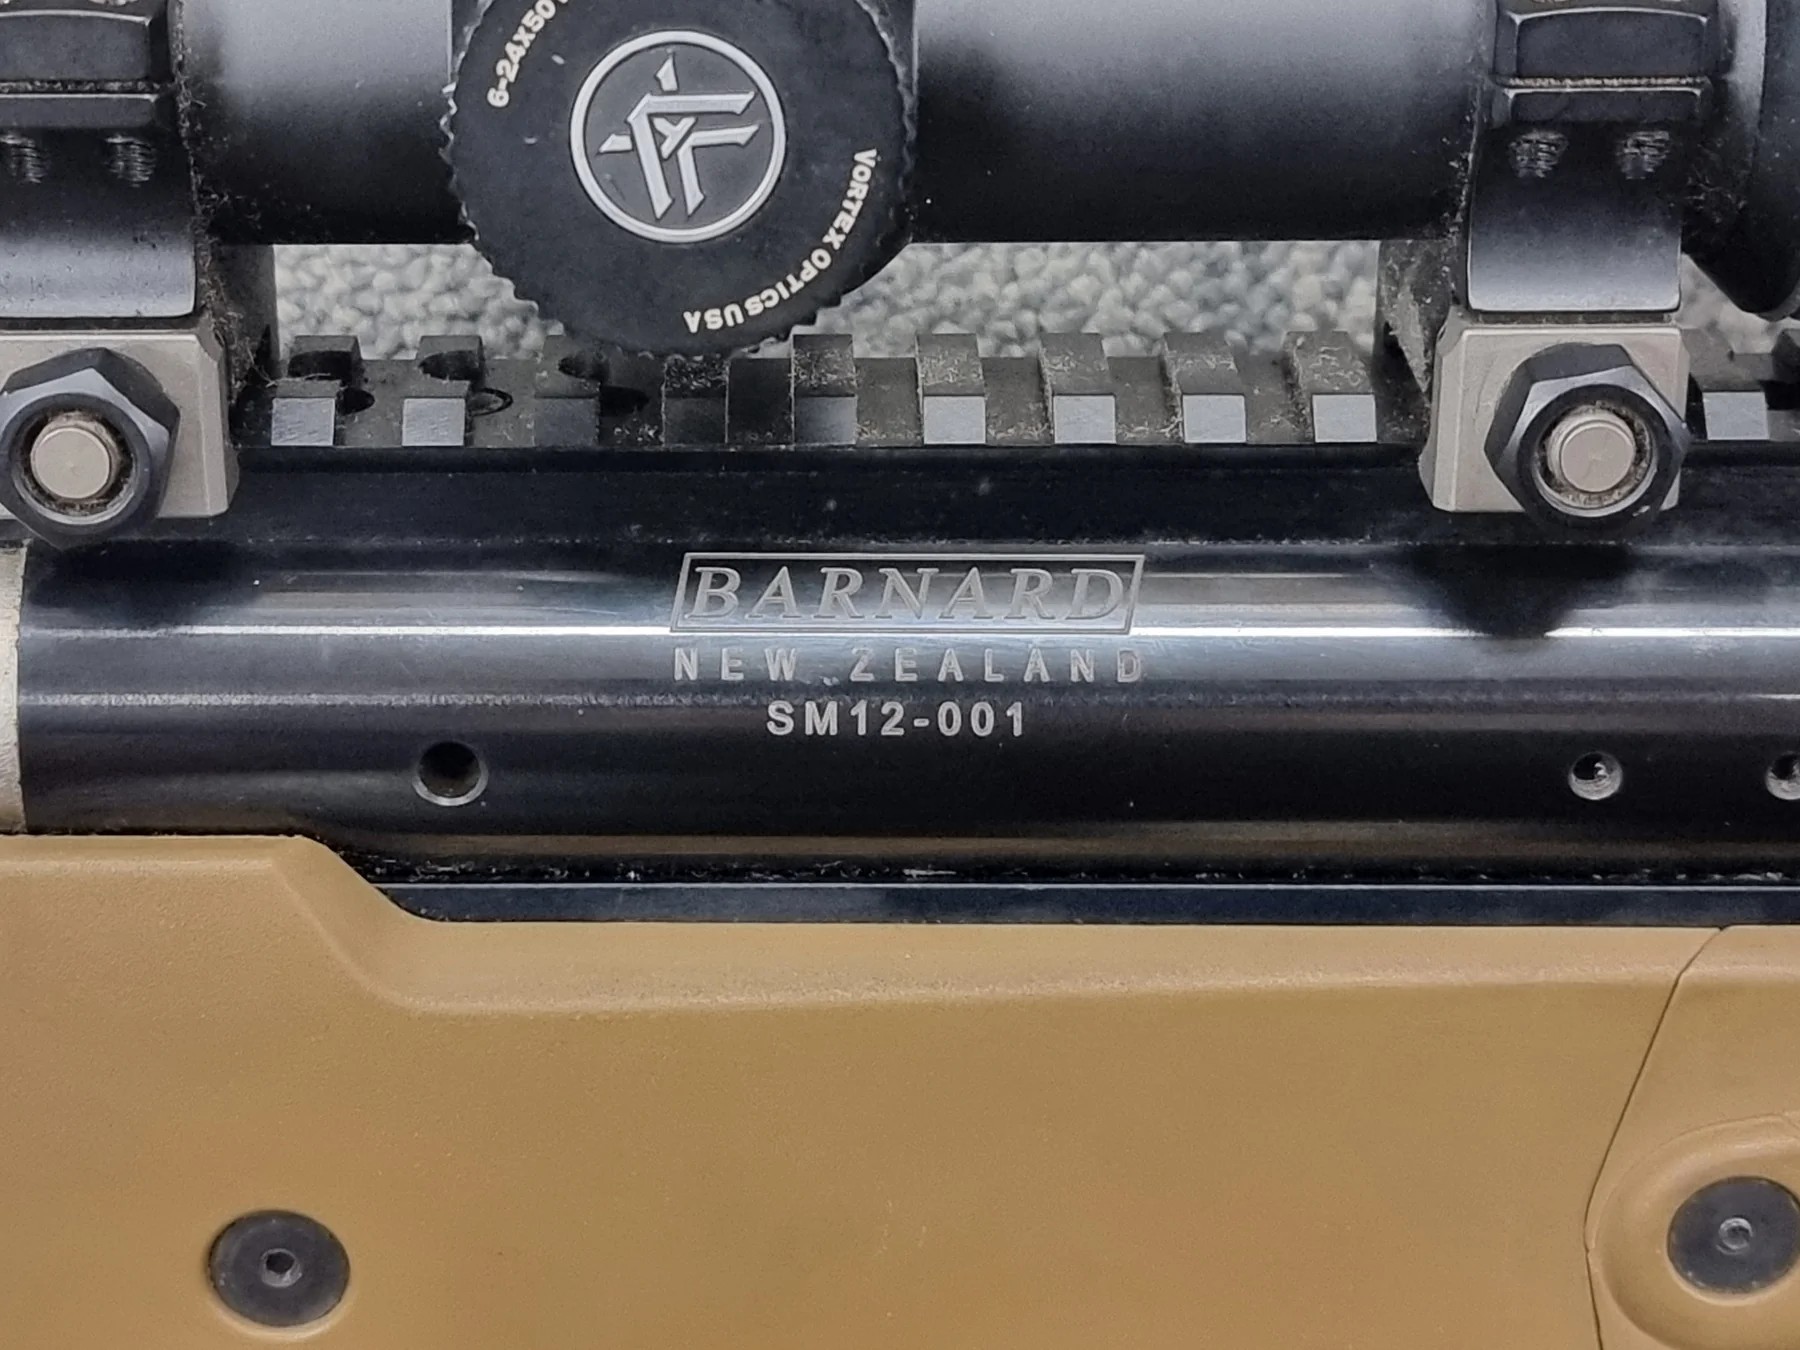 6-24x50
VORTEX OPTICS USA
BARNARD
NEW ZEALAND
SM12-001